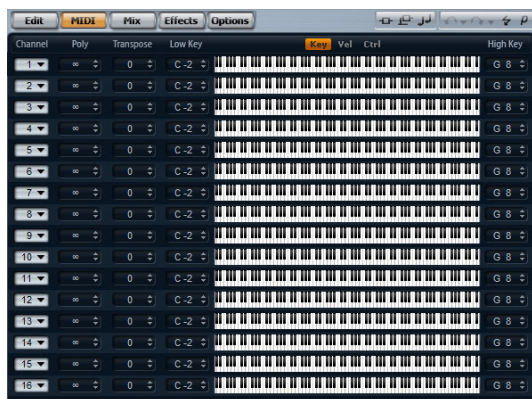 Edit MIDI Mix Effects Options
Channel Poly Transpose Low Key Key Vel Ctrl High Key
1 ∞ 0 C -2 G 8
2 ∞ 0 C -2 G 8
3 ∞ 0 C -2 G 8
4 ∞ 0 C -2 G 8
5 ∞ 0 C -2 G 8
6 ∞ 0 C -2 G 8
7 ∞ 0 C -2 G 8
8 ∞ 0 C -2 G 8
9 ∞ 0 C -2 G 8
10 ∞ 0 C -2 G 8
11 ∞ 0 C -2 G 8
12 ∞ 0 C -2 G 8
13 ∞ 0 C -2 G 8
14 ∞ 0 C -2 G 8
15 ∞ 0 C -2 G 8
16 ∞ 0 C -2 G 8